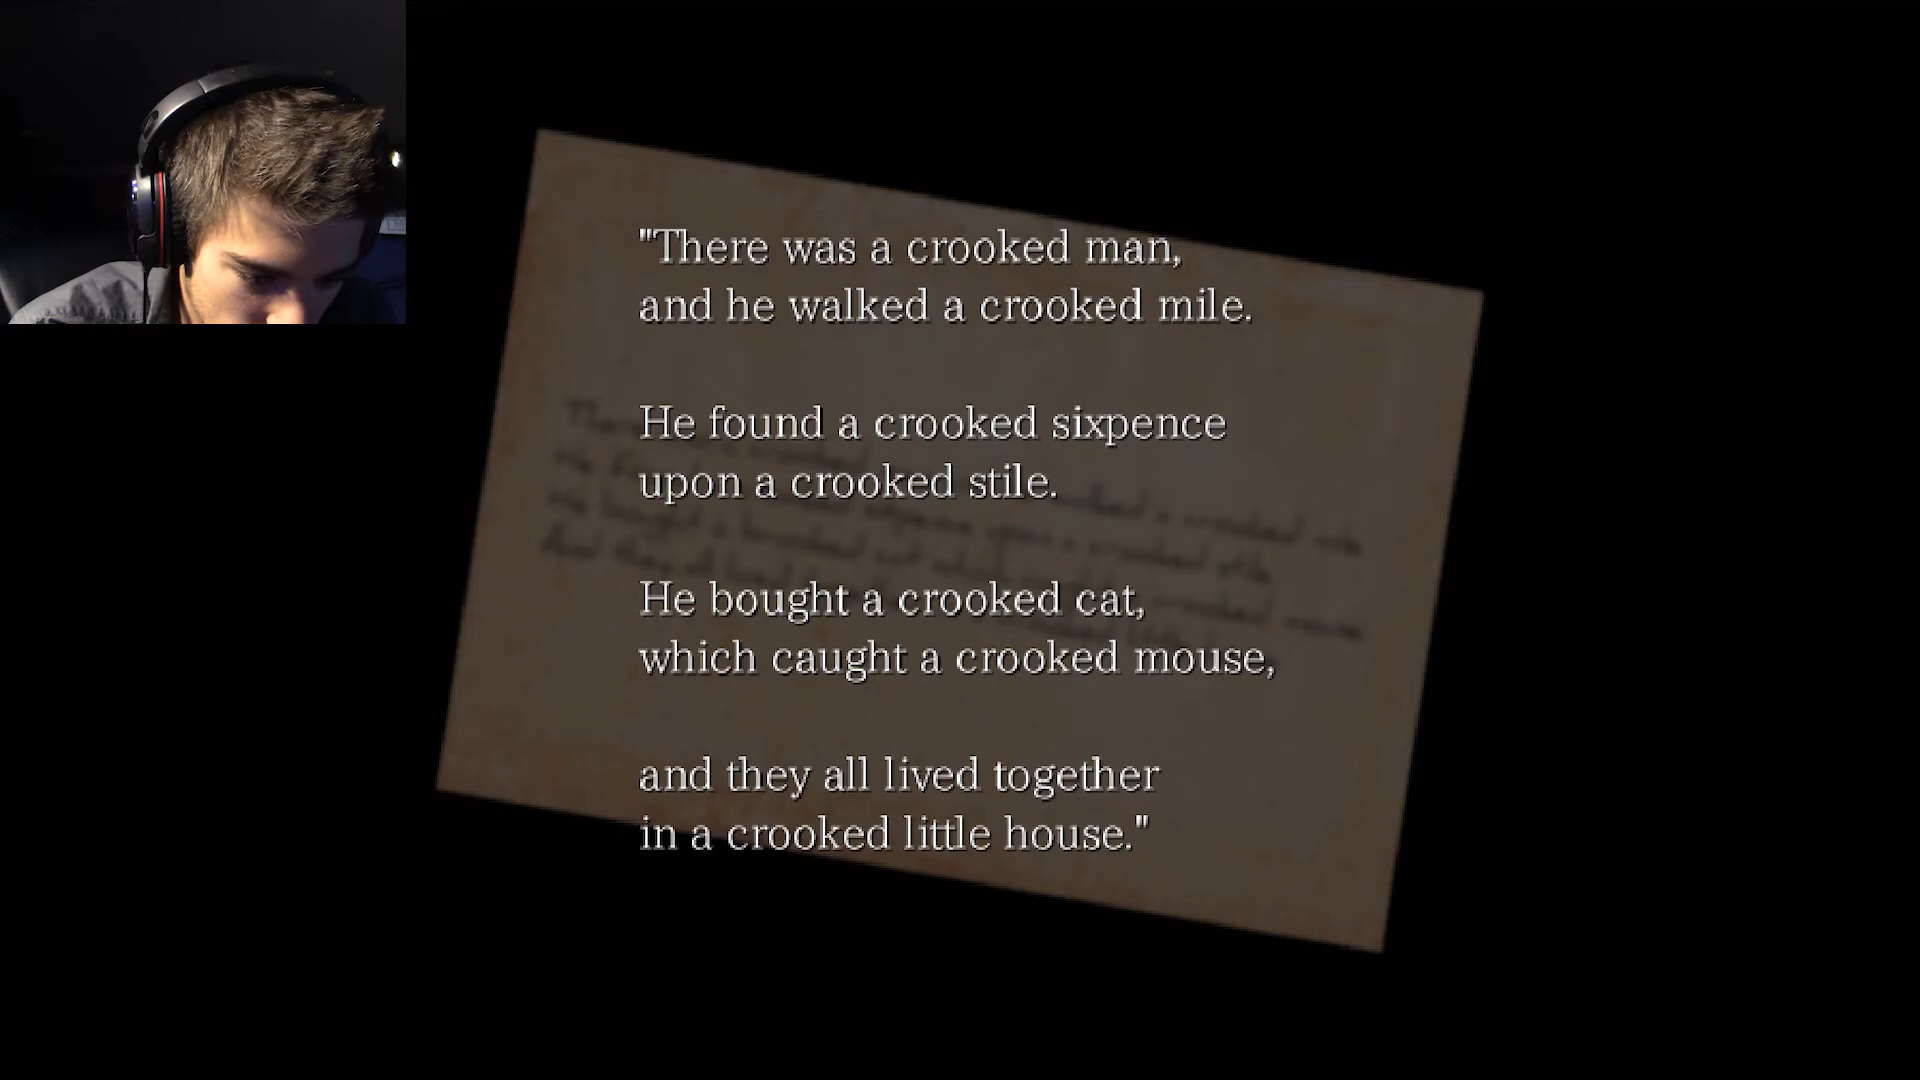 "There was a crooked man,
and he walked a crooked mile.
He found a crooked sixpence
upon a crooked stile.
He bought a crooked cat,
which caught a crooked mouse,
and they all lived together
in a crooked little house."